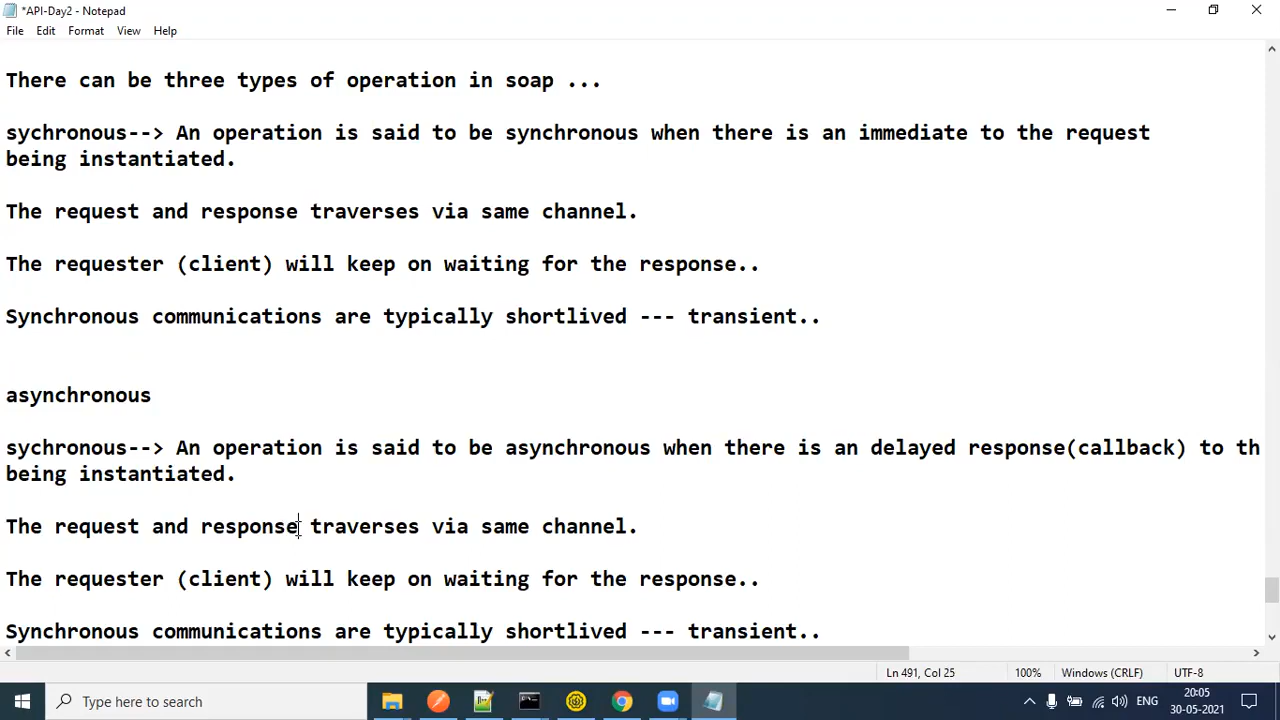 *API-Day2 - Notepad
File Edit Format View Help
There can be three types of operation in soap ...
sychronous--> An operation is said to be synchronous when there is an immediate to the request
being instantiated.
The request and response traverses via same channel.
The requester (client) will keep on waiting for the response..
Synchronous communications are typically shortlived --- transient..
asynchronous
sychronous--> An operation is said to be asynchronous when there is an delayed response(callback) to th
being instantiated.
The request and response traverses via same channel.
The requester (client) will keep on waiting for the response..
Synchronous communications are typically shortlived --- transient..
Ln 491, Col 25 100% Windows (CRLF) UTF-8
Type here to search
ENG
20:05
30-05-2021